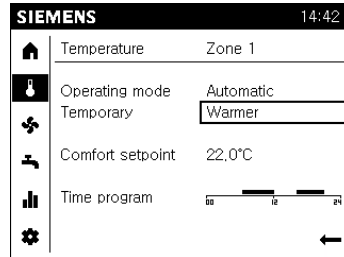 SIEMENS 14:42
Temperature Zone 1
Operating mode Automatic
Temporary Warmer
Comfort setpoint 22,0°C
Time program
00 12 24